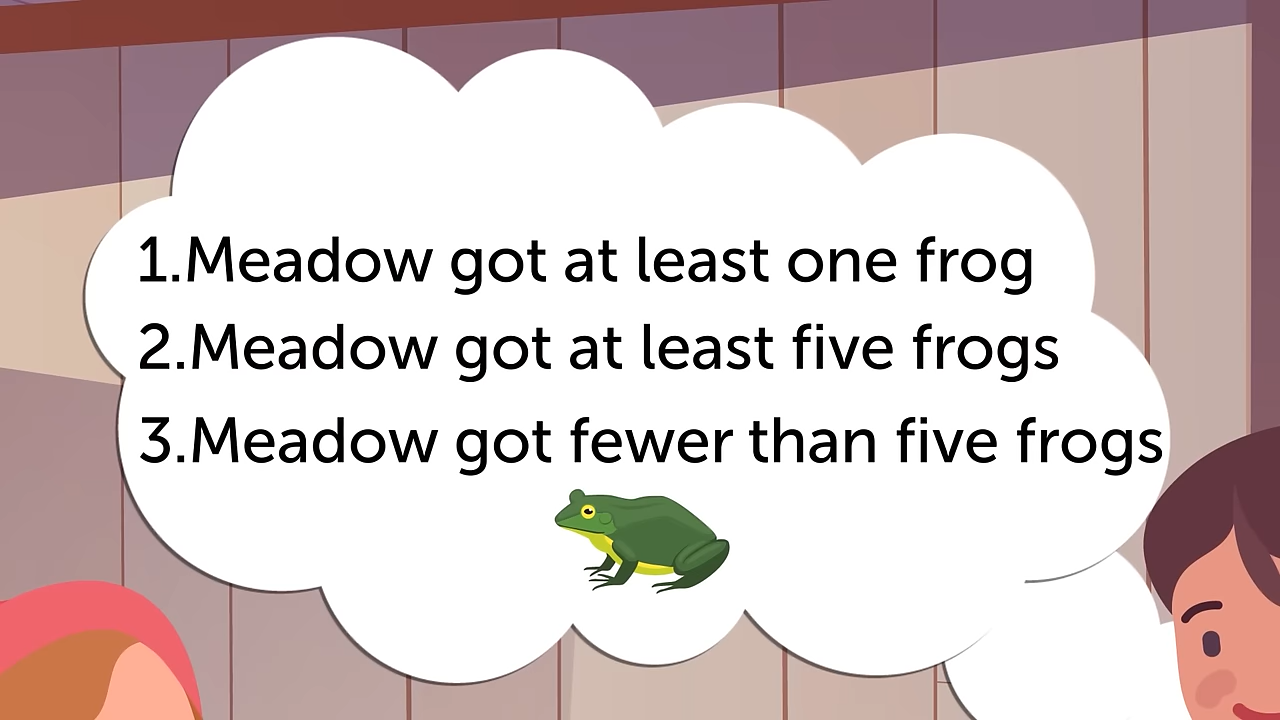 1.Meadow got at least one frog
2.Meadow got at least five frogs
3.Meadow got fewer than five frogs